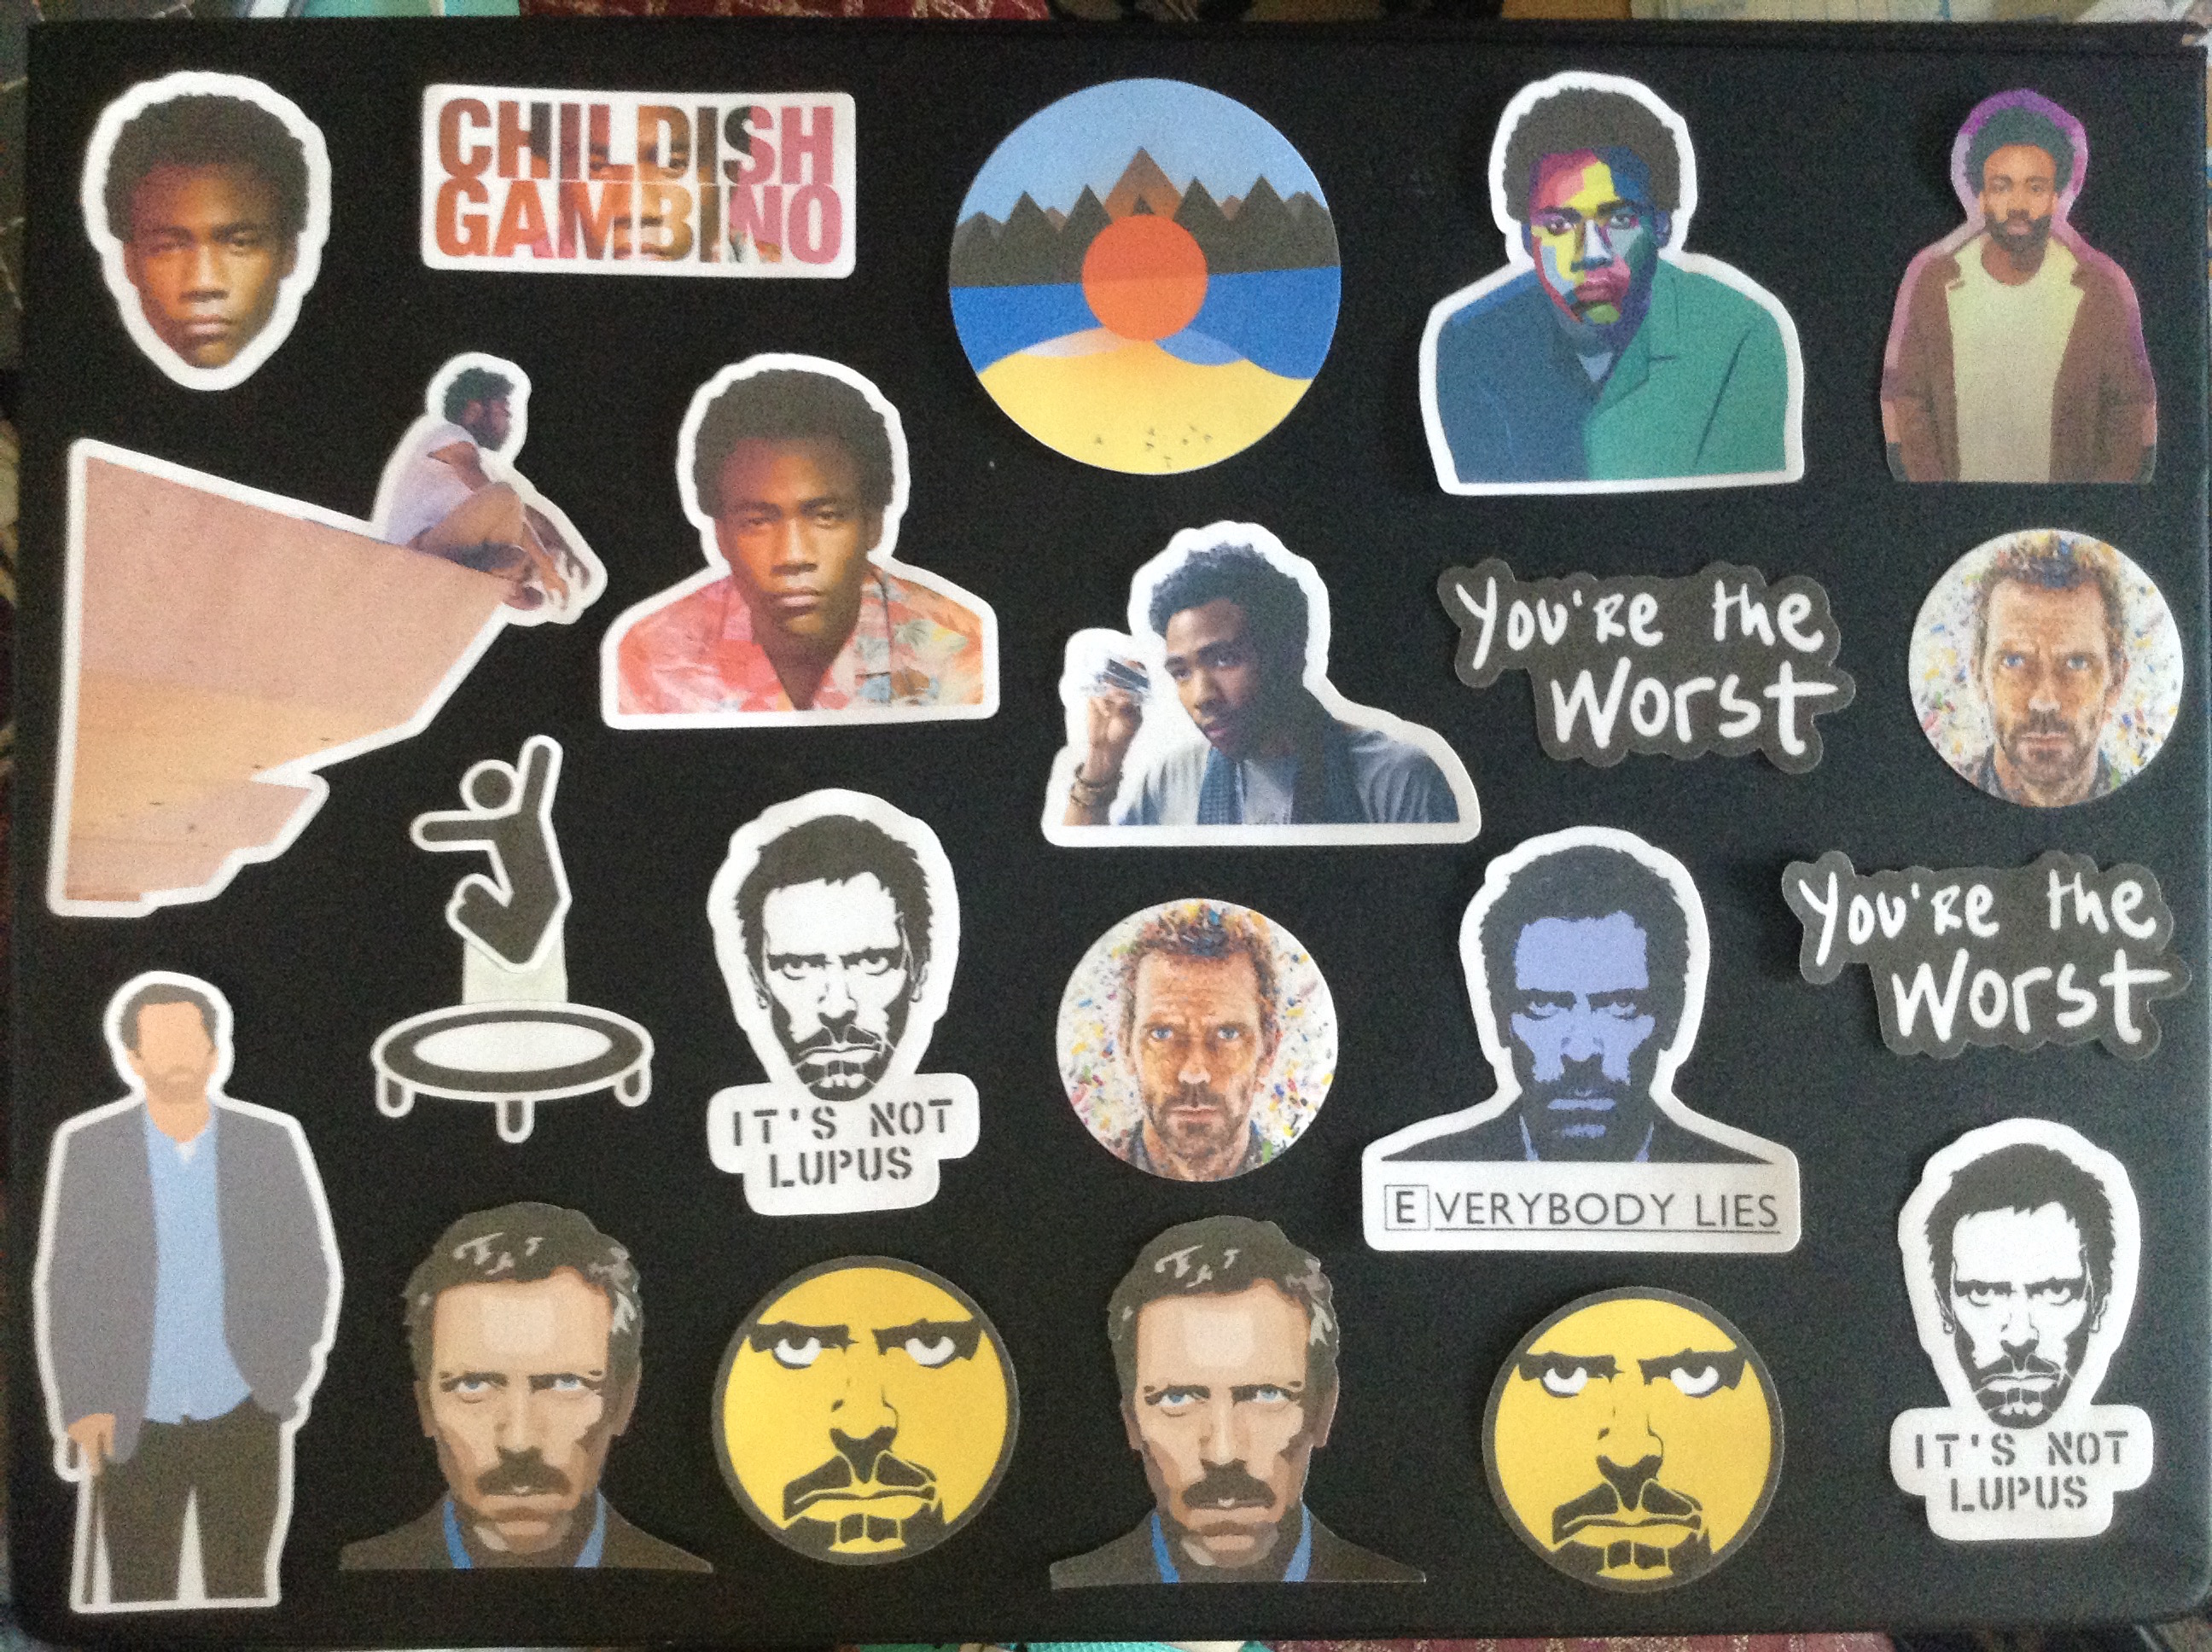 CHILDISH
GAMBINO
You're the
Worst
You're the
Worst
IT'S NOT
LUPUS
EVERYBODY LIES
IT'S NOT
LUPUS